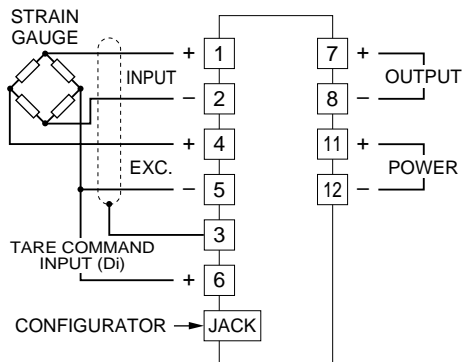 STRAIN
GAUGE
+ 1
INPUT
− 2
+ 4
EXC.
− 5
3
TARE COMMAND
INPUT (Di)
+ 6
CONFIGURATOR
JACK
7 +
OUTPUT
8 −
11 +
POWER
12 −